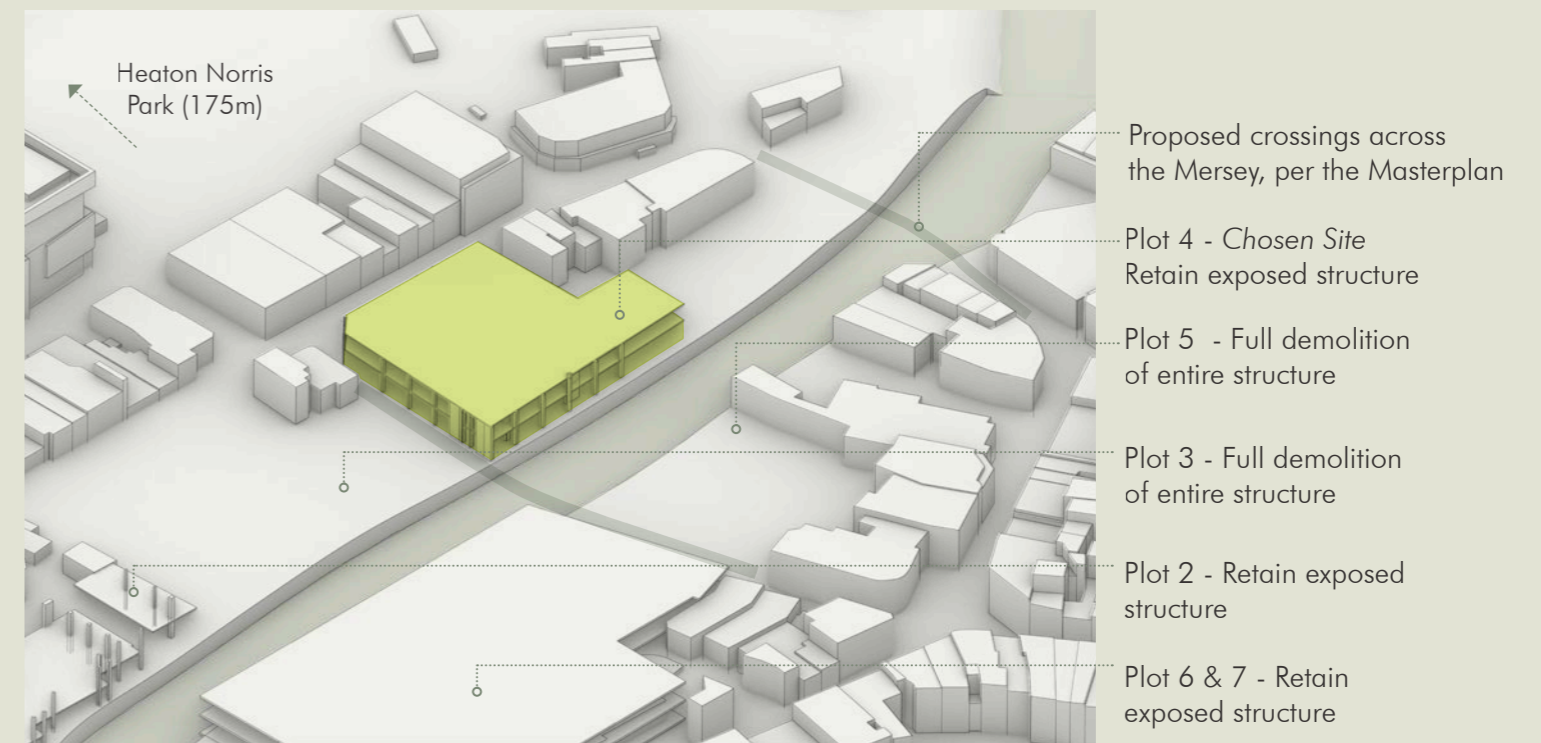 Heaton Norris
Park (175m)
Proposed crossings across
the Mersey, per the Masterplan
Plot 4 - Chosen Site
Retain exposed structure
Plot 5 - Full demolition
of entire structure
Plot 3 - Full demolition
of entire structure
Plot 2 - Retain exposed
structure
Plot 6 & 7 - Retain
exposed structure